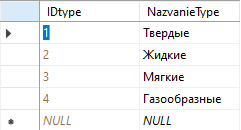 IDtype NazvanieType
1 Твердые
2 Жидкие
3 Мягкие
4 Газообразные
NULL NULL